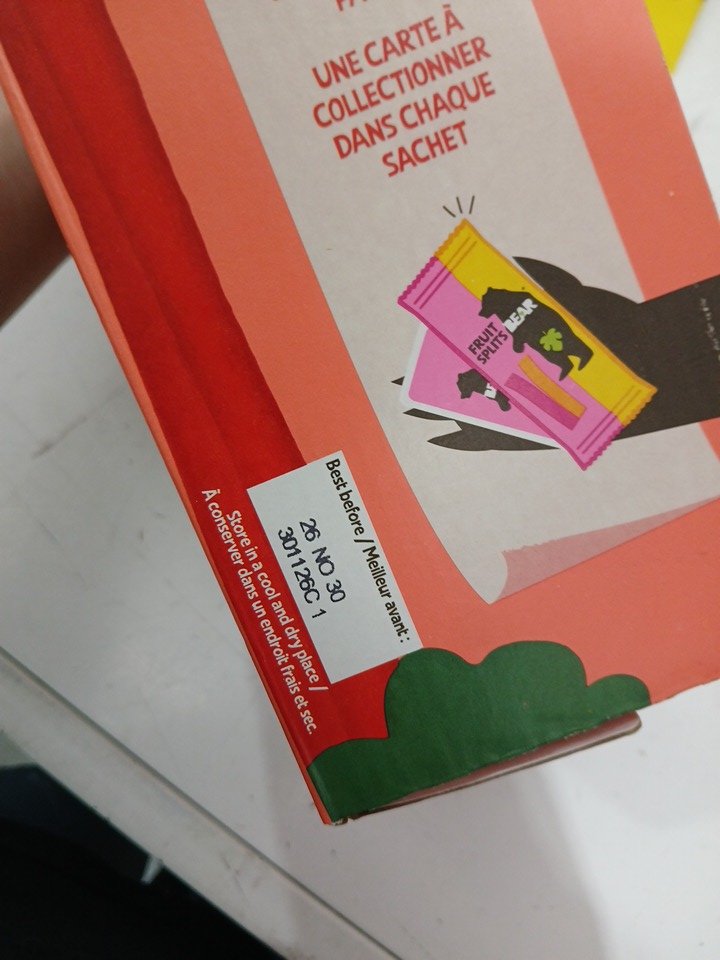 UNE CARTE À
COLLECTIONNER
DANS CHAQUE
SACHET
FRUIT
SPLITS
BEAR
Best before / Meilleur avant :
26 NO 30
301126C 1
Store in a cool and dry place /
À conserver dans un endroit frais et sec.